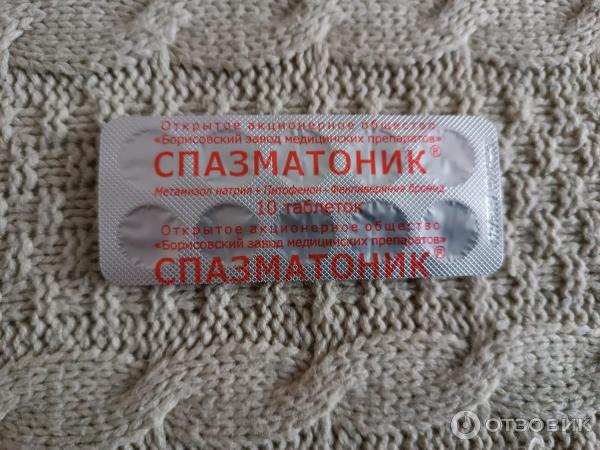 Открытое акционерное общество
«Борисовский завод медицинских препаратов»
СПАЗМАТОНИК®
Метамизол натрия + Питофенон + Фенпивериния бромид
10 таблеток
Открытое акционерное общество
«Борисовский завод медицинских препаратов»
СПАЗМАТОНИК®
ОТЗОВИК